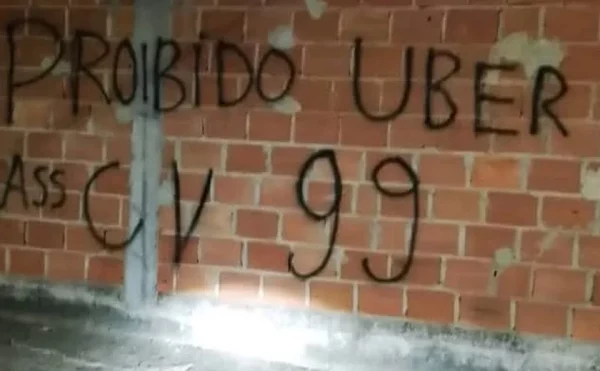 PROIBIDO UBER
ASS CV 99